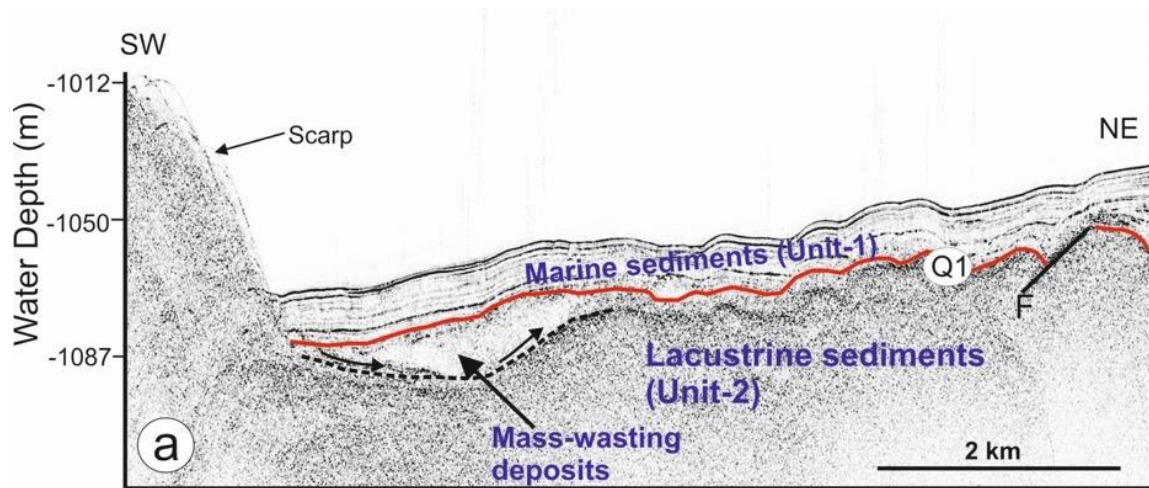 SW
-1012
Scarp
NE
-1050
Water Depth (m)
Marine sediments (Unit-1)
Q1
F
-1087
Lacustrine sediments
(Unit-2)
Mass-wasting
deposits
a
2 km